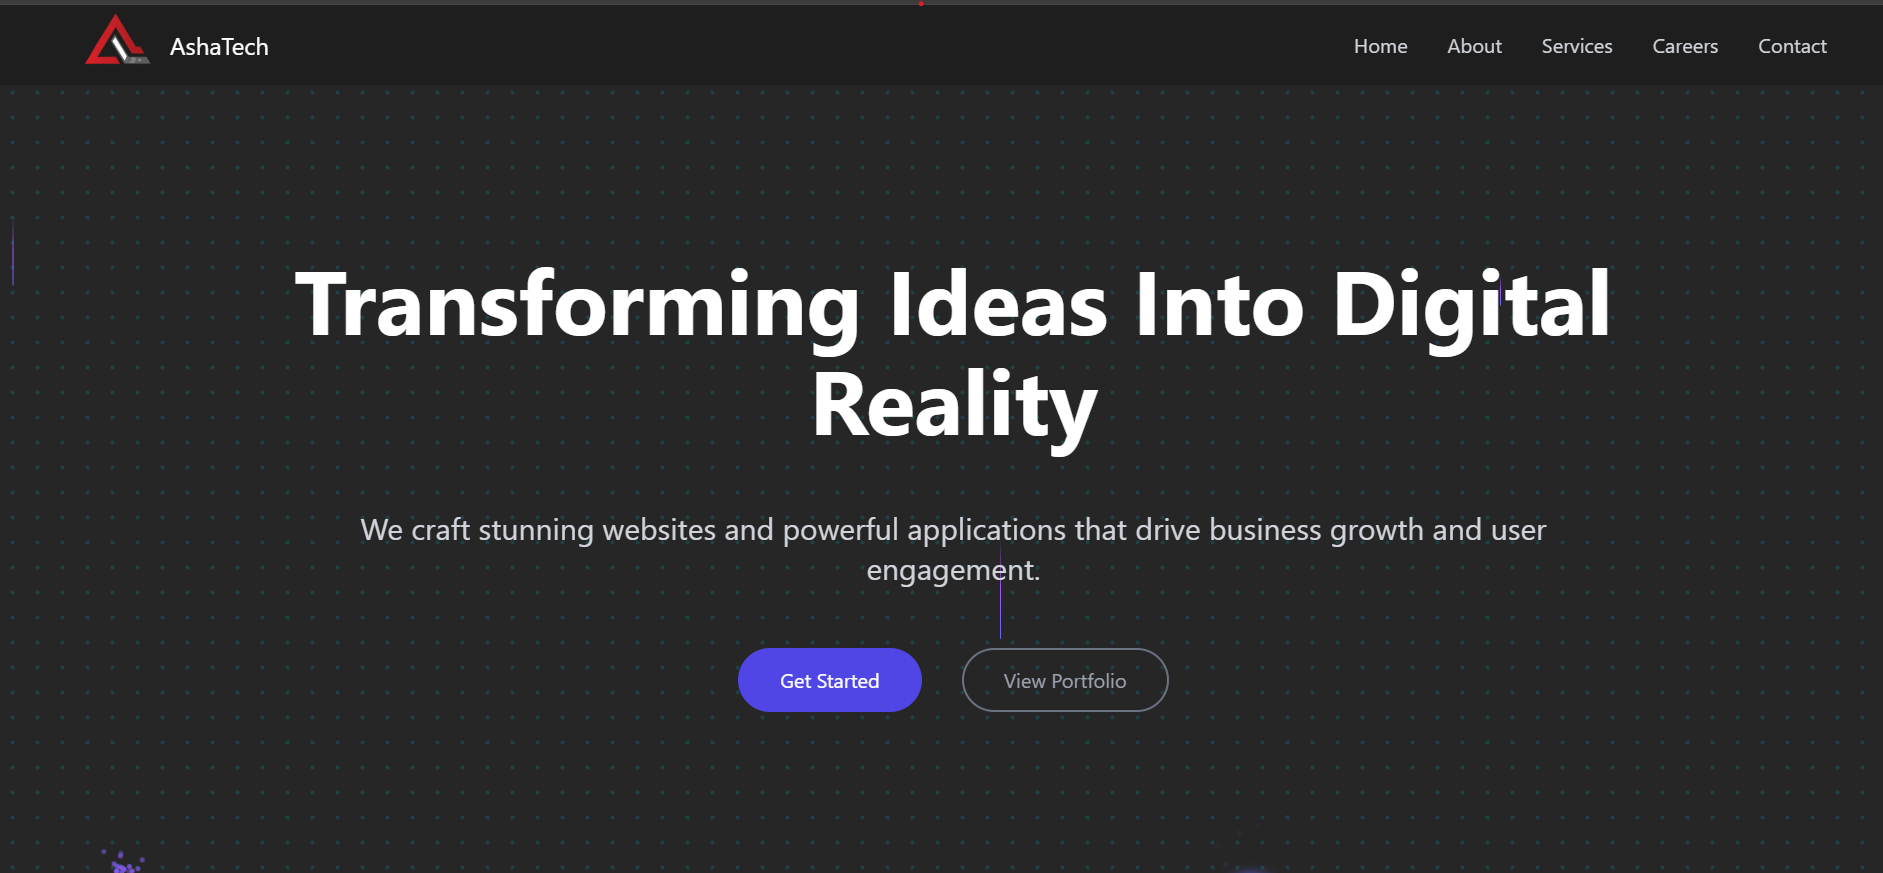 AshaTech
Home
About
Services
Careers
Contact
Transforming Ideas Into Digital
Reality
We craft stunning websites and powerful applications that drive business growth and user
engagement.
Get Started
View Portfolio